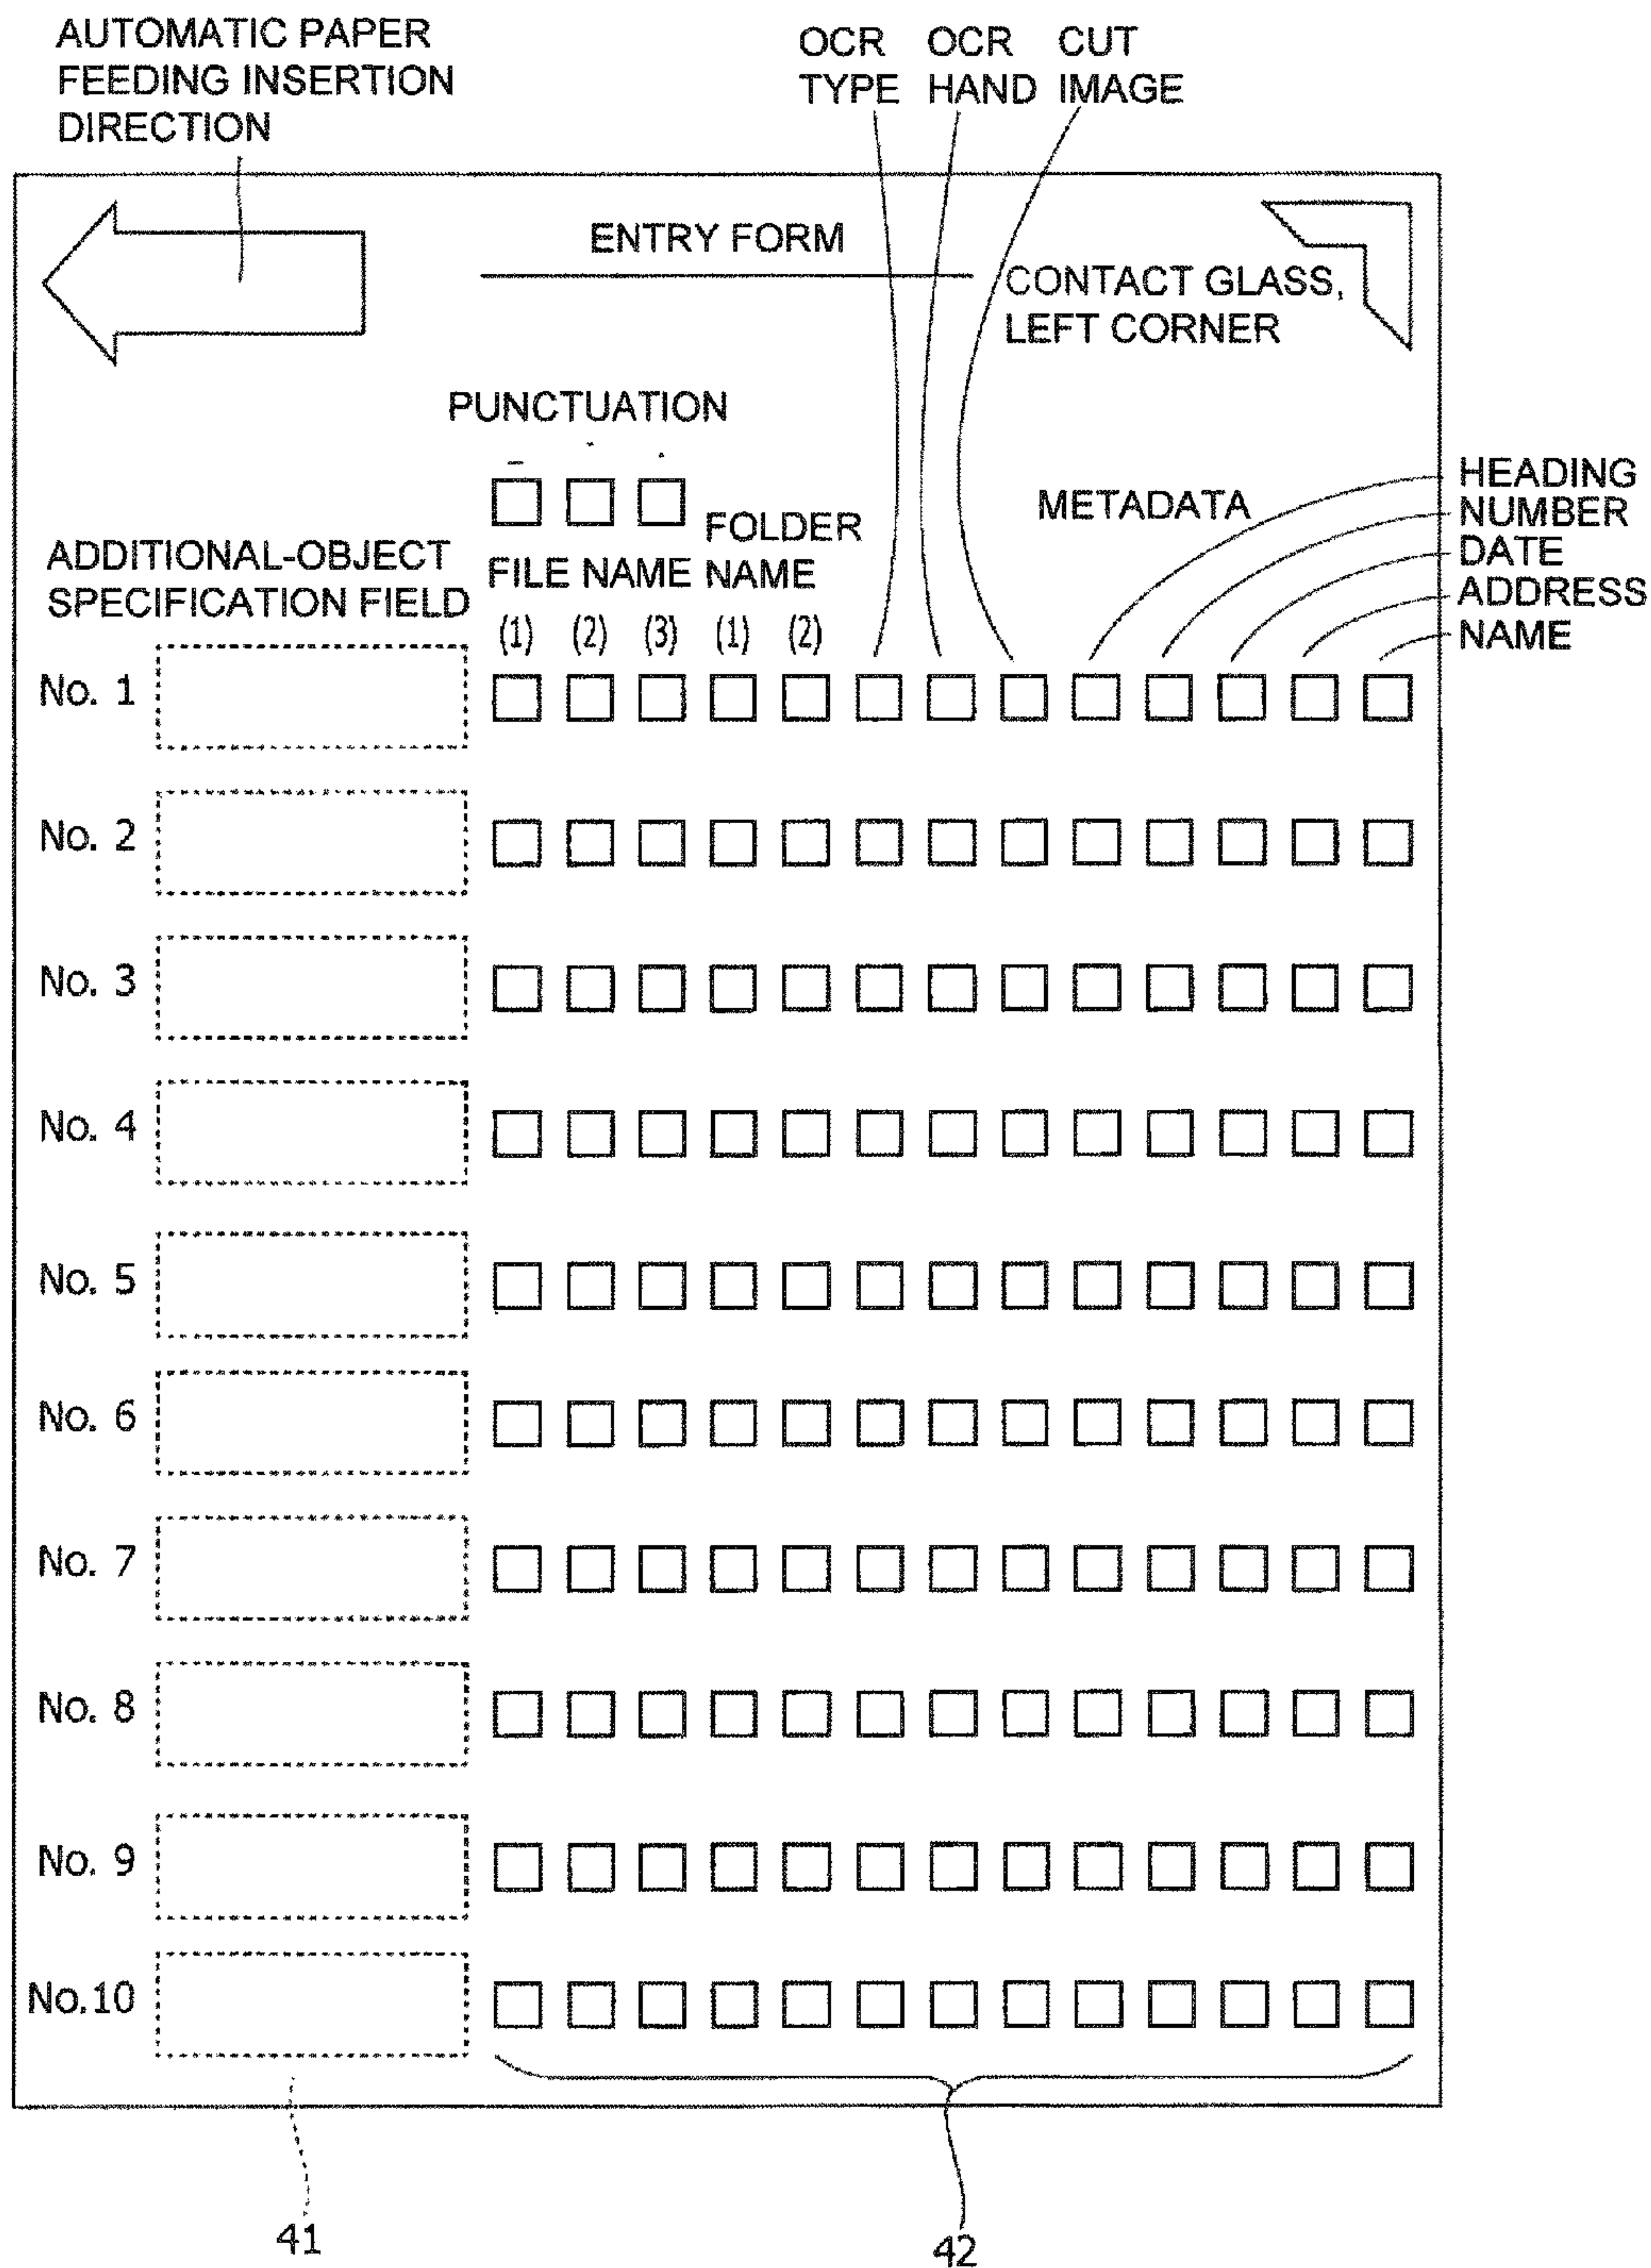 AUTOMATIC PAPER
FEEDING INSERTION
DIRECTION
OCR TYPE
OCR HAND
CUT IMAGE
ENTRY FORM
CONTACT GLASS,
LEFT CORNER
PUNCTUATION
METADATA
HEADING
NUMBER
DATE
ADDRESS
NAME
ADDITIONAL-OBJECT
SPECIFICATION FIELD
FILE NAME
FOLDER
NAME
(1) (2) (3) (1) (2)
No. 1
No. 2
No. 3
No. 4
No. 5
No. 6
No. 7
No. 8
No. 9
No.10
41
42